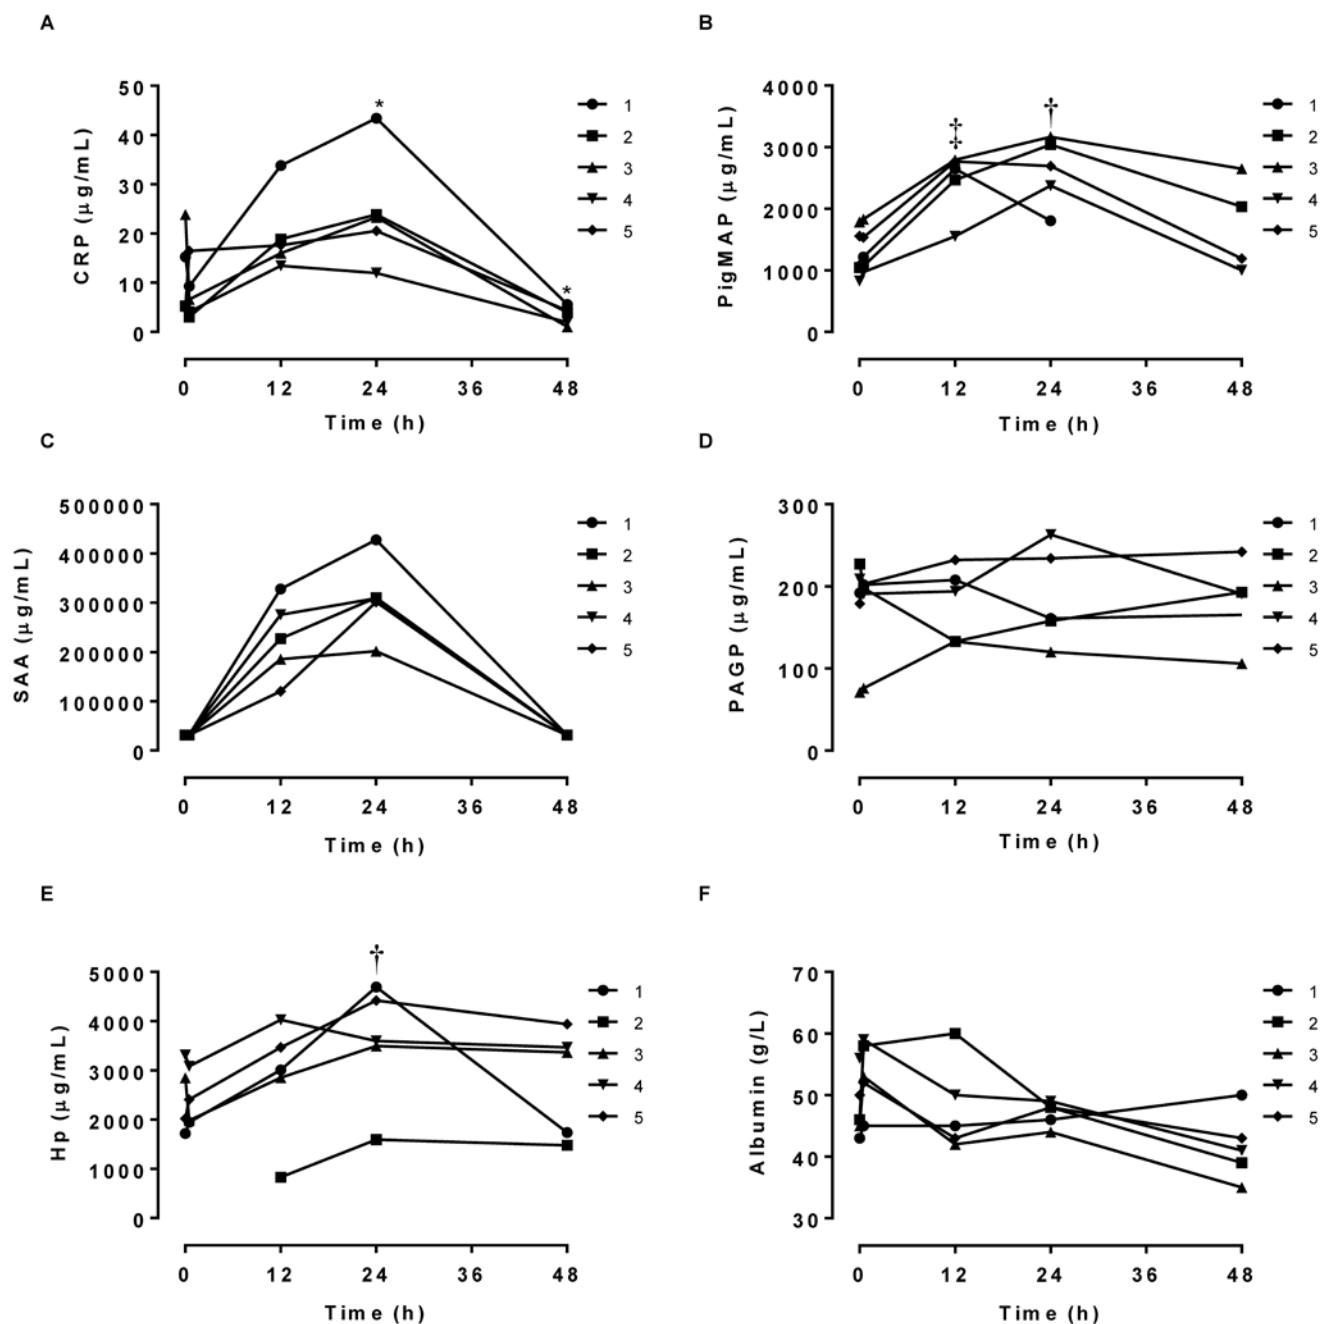 A
CRP (μg/mL)
50
40
30
20
10
0
*
*
0 12 24 36 48
Time (h)
1
2
3
4
5
B
PigMAP (μg/mL)
4000
3000
2000
1000
0
‡
†
0 12 24 36 48
Time (h)
1
2
3
4
5
C
SAA (μg/mL)
500000
400000
300000
200000
100000
0
0 12 24 36 48
Time (h)
1
2
3
4
5
D
PAGP (μg/mL)
300
200
100
0
0 12 24 36 48
Time (h)
1
2
3
4
5
E
Hp (μg/mL)
5000
4000
3000
2000
1000
0
†
0 12 24 36 48
Time (h)
1
2
3
4
5
F
Albumin (g/L)
70
60
50
40
30
0 12 24 36 48
Time (h)
1
2
3
4
5